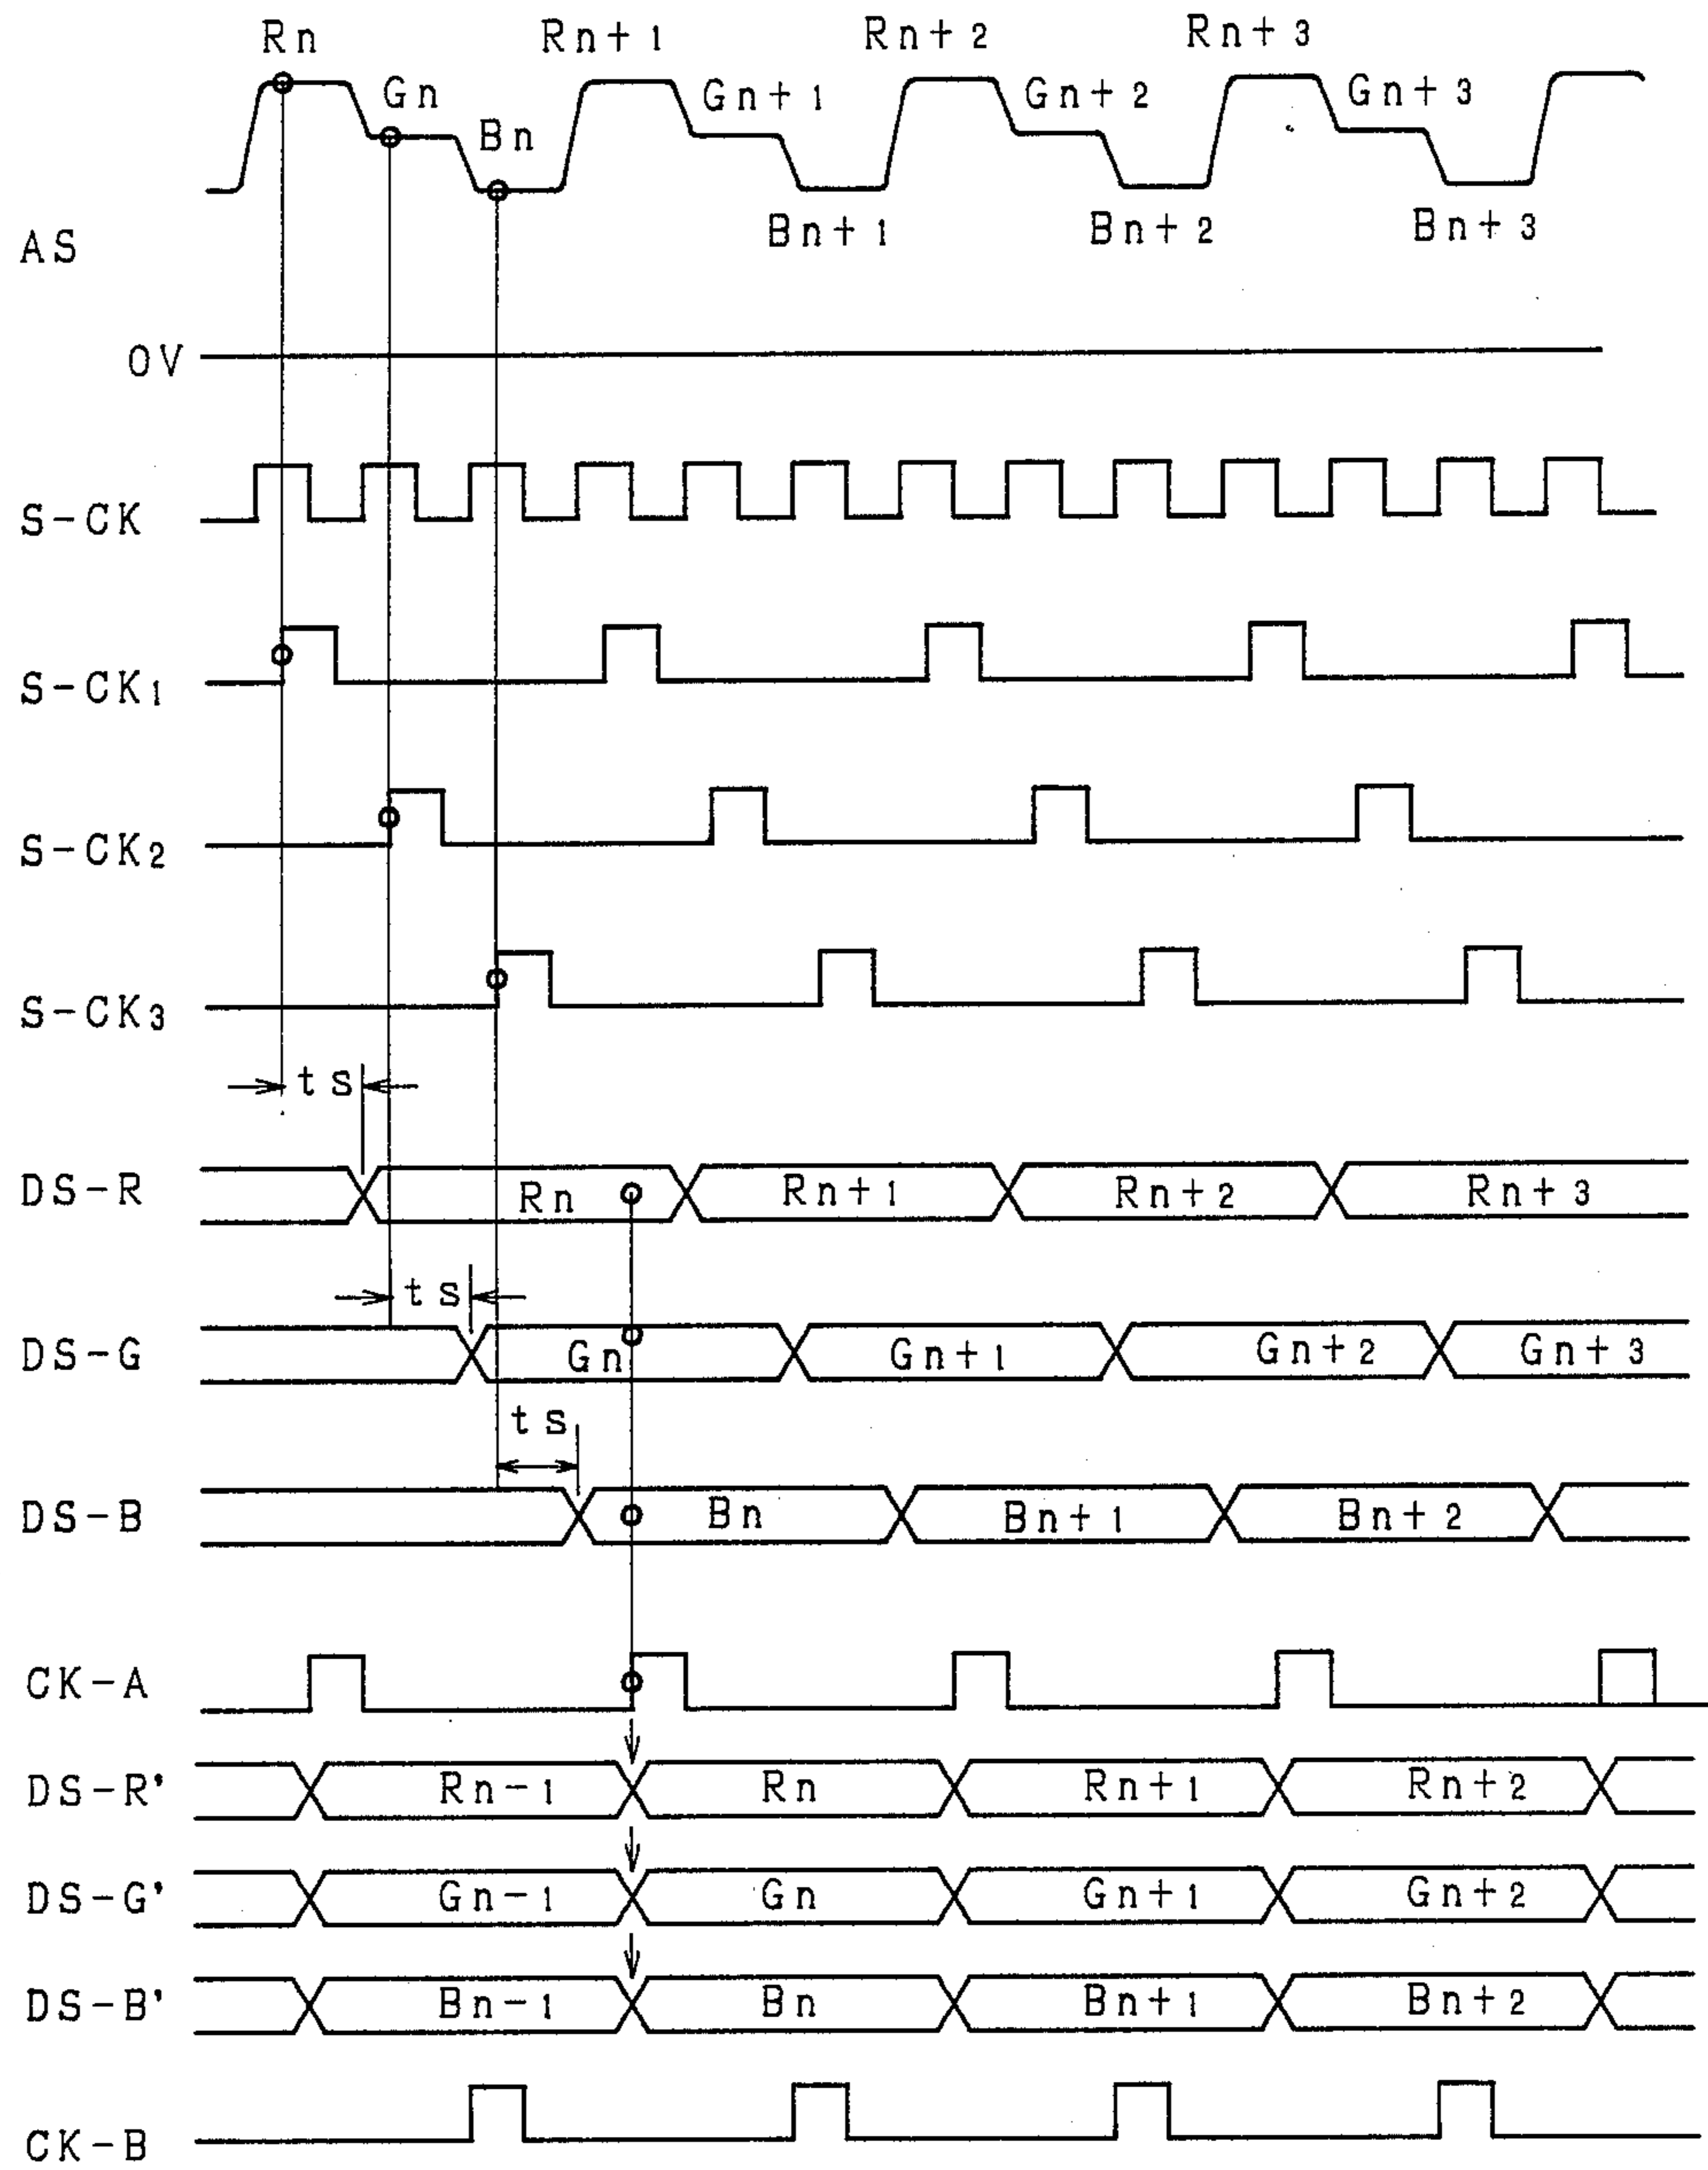 Rn Rn+1 Rn+2 Rn+3
Gn Gn+1 Gn+2 Gn+3
Bn
Bn+1 Bn+2 Bn+3
AS
0V
S-CK
S-CK1
S-CK2
S-CK3
ts
DS-R Rn Rn+1 Rn+2 Rn+3
ts
DS-G Gn Gn+1 Gn+2 Gn+3
ts
DS-B Bn Bn+1 Bn+2
CK-A
DS-R' Rn-1 Rn Rn+1 Rn+2
DS-G' Gn-1 Gn Gn+1 Gn+2
DS-B' Bn-1 Bn Bn+1 Bn+2
CK-B